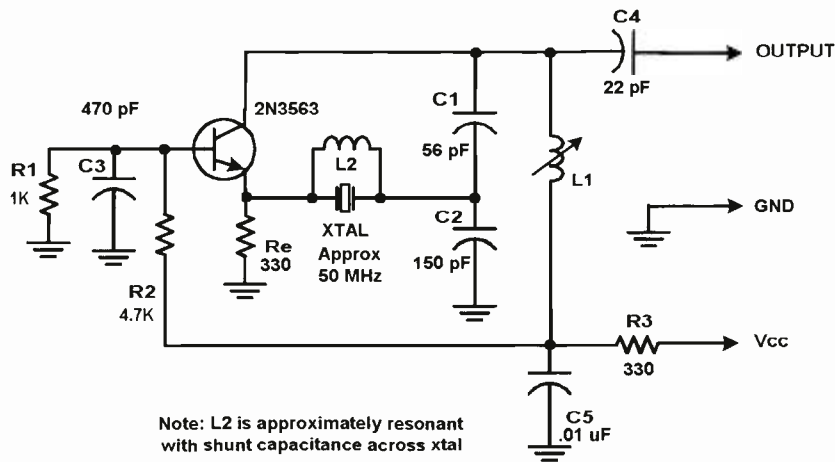 C4
OUTPUT
22 pF
470 pF
2N3563
C1
56 pF
R1
1K
C3
L2
L1
XTAL
Approx
50 MHz
C2
150 pF
GND
Re
330
R2
4.7K
R3
330
Vcc
C5
.01 uF
Note: L2 is approximately resonant
with shunt capacitance across xtal